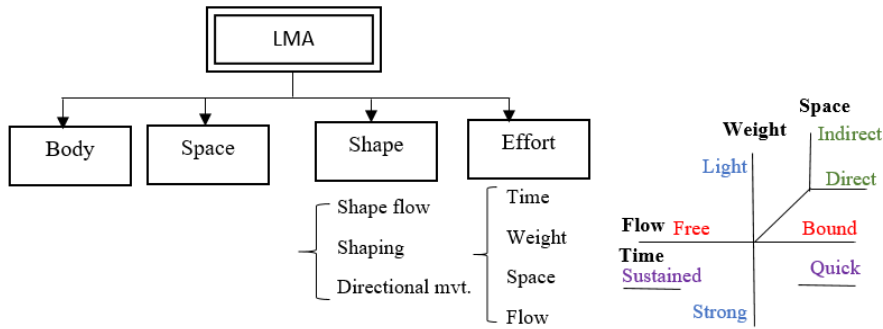 LMA
Body
Space
Shape
Effort
Shape flow
Shaping
Directional mvt.
Time
Weight
Space
Flow
Space
Weight
Indirect
Light
Direct
Flow Free
Bound
Time
Sustained
Quick
Strong